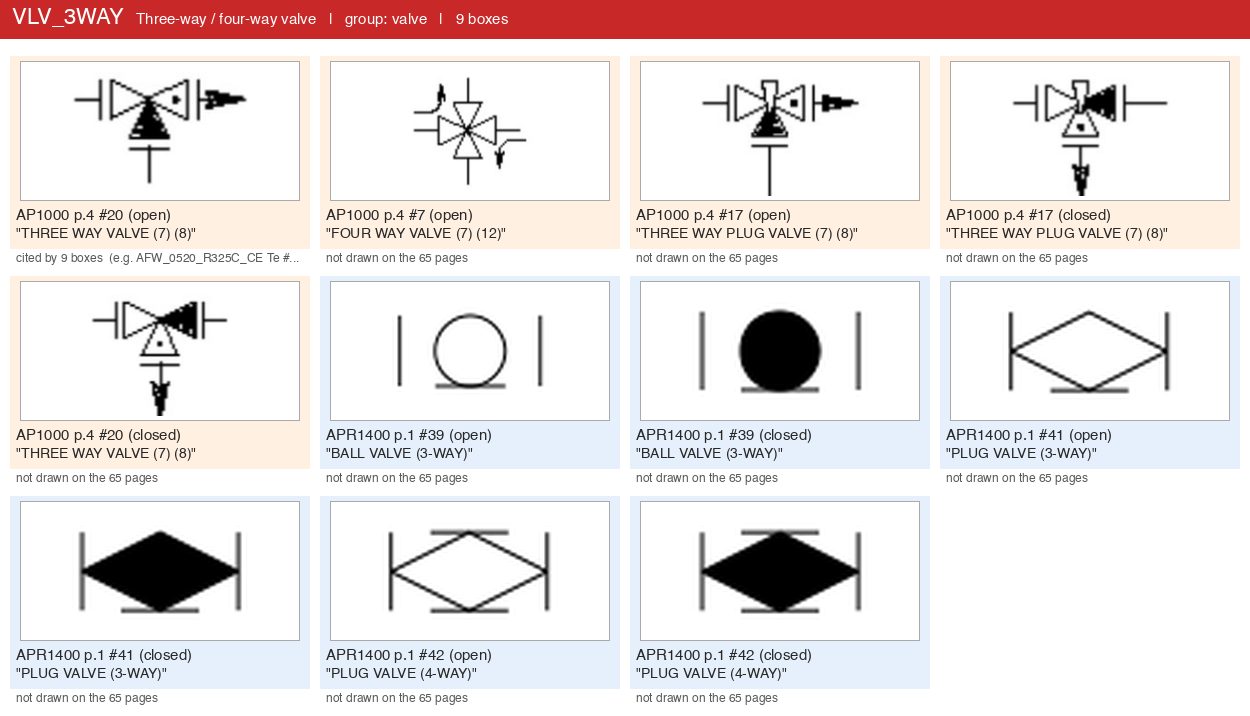 VLV_3WAY Three-way / four-way valve | group: valve | 9 boxes
AP1000 p.4 #20 (open)
"THREE WAY VALVE (7) (8)"
cited by 9 boxes (e.g. AFW_0520_R325C_CE Te #...
AP1000 p.4 #7 (open)
"FOUR WAY VALVE (7) (12)"
not drawn on the 65 pages
AP1000 p.4 #17 (open)
"THREE WAY PLUG VALVE (7) (8)"
not drawn on the 65 pages
AP1000 p.4 #17 (closed)
"THREE WAY PLUG VALVE (7) (8)"
not drawn on the 65 pages
AP1000 p.4 #20 (closed)
"THREE WAY VALVE (7) (8)"
not drawn on the 65 pages
APR1400 p.1 #39 (open)
"BALL VALVE (3-WAY)"
not drawn on the 65 pages
APR1400 p.1 #39 (closed)
"BALL VALVE (3-WAY)"
not drawn on the 65 pages
APR1400 p.1 #41 (open)
"PLUG VALVE (3-WAY)"
not drawn on the 65 pages
APR1400 p.1 #41 (closed)
"PLUG VALVE (3-WAY)"
not drawn on the 65 pages
APR1400 p.1 #42 (open)
"PLUG VALVE (4-WAY)"
not drawn on the 65 pages
APR1400 p.1 #42 (closed)
"PLUG VALVE (4-WAY)"
not drawn on the 65 pages